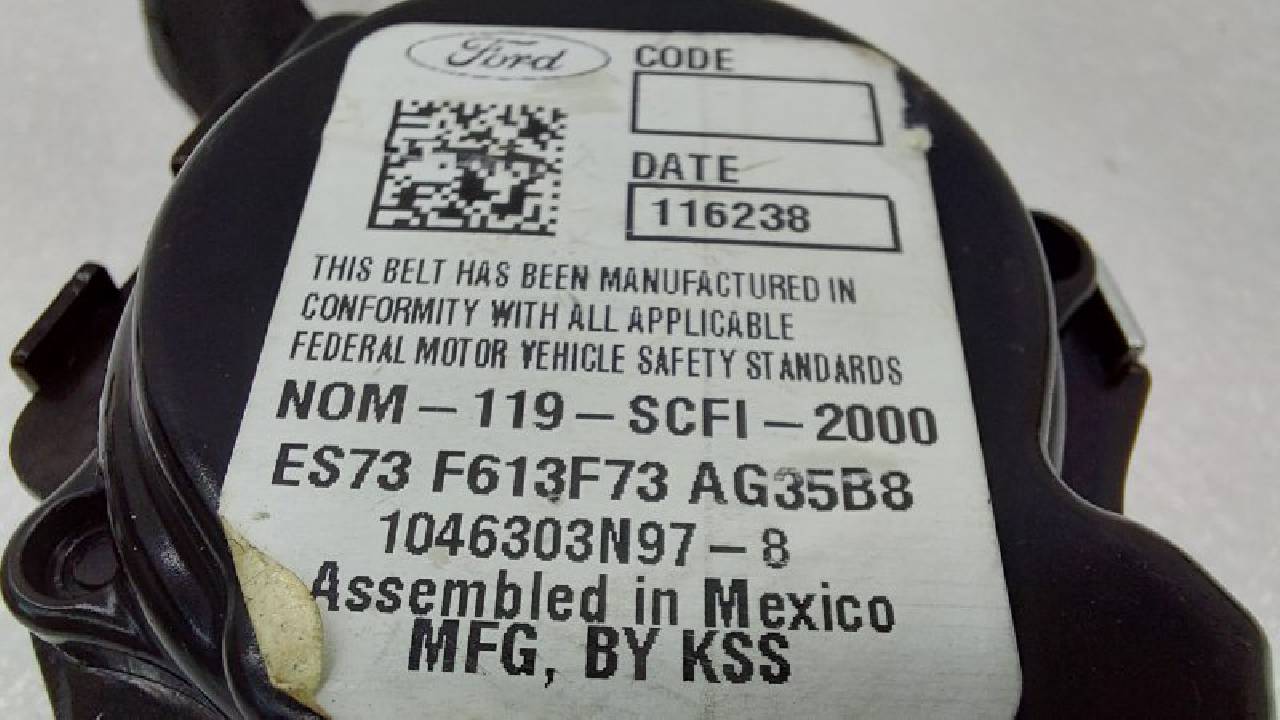 Ford
CODE
DATE
116238
THIS BELT HAS BEEN MANUFACTURED IN
CONFORMITY WITH ALL APPLICABLE
FEDERAL MOTOR VEHICLE SAFETY STANDARDS
NOM - 119 - SCFI - 2000
ES73 F613F73 AG35B8
1046303N97 - 8
Assembled in Mexico
MFG, BY KSS